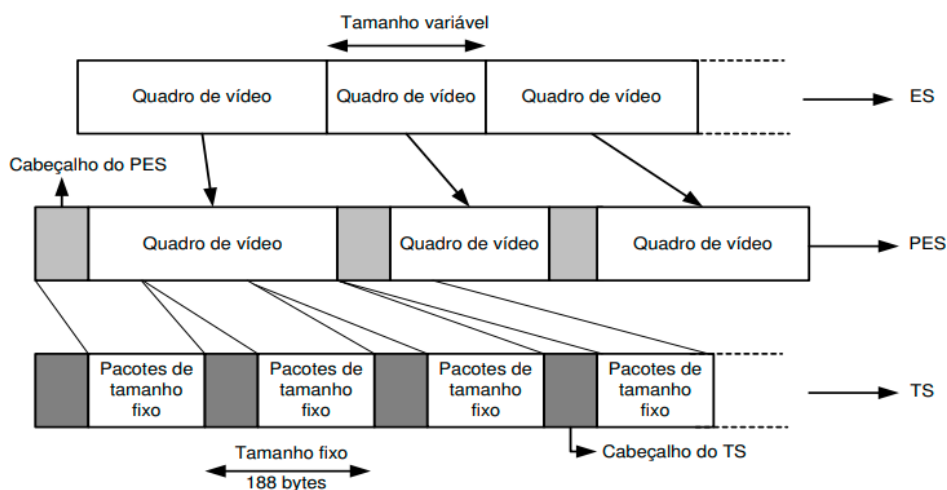 Tamanho variável
Quadro de vídeo
Quadro de vídeo
Quadro de vídeo
ES
Cabeçalho do PES
Quadro de vídeo
Quadro de vídeo
Quadro de vídeo
PES
Pacotes de
tamanho
fixo
Pacotes de
tamanho
fixo
Pacotes de
tamanho
fixo
Pacotes de
tamanho
fixo
TS
Tamanho fixo
188 bytes
Cabeçalho do TS